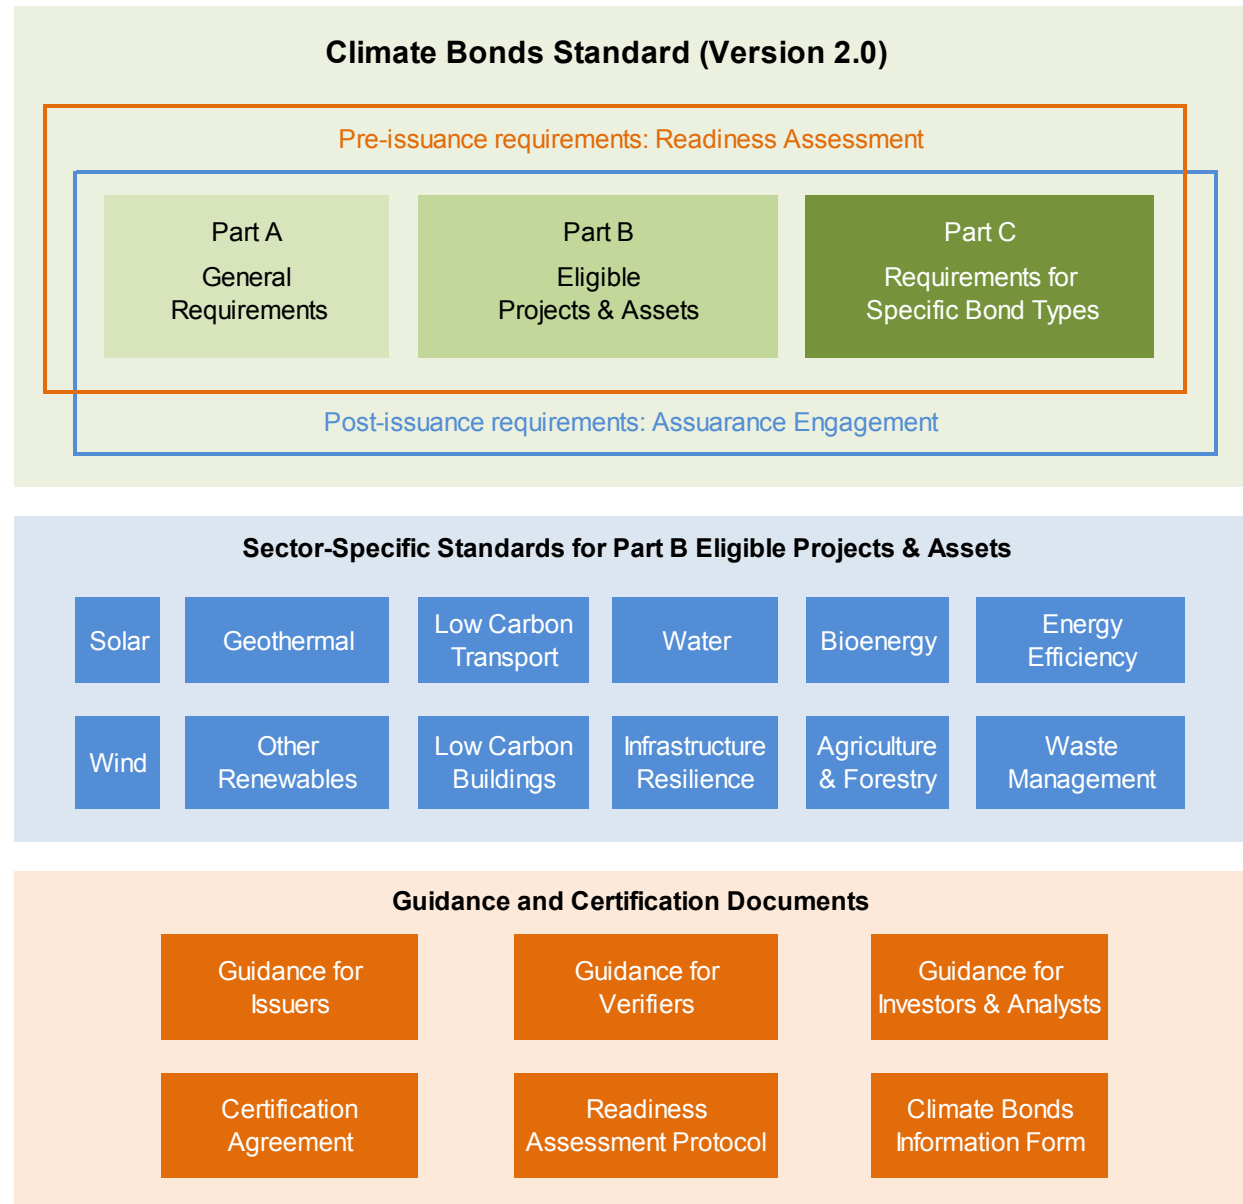 Climate Bonds Standard (Version 2.0)
Pre-issuance requirements: Readiness Assessment
Part A
General
Requirements
Part B
Eligible
Projects & Assets
Part C
Requirements for
Specific Bond Types
Post-issuance requirements: Assuarance Engagement
Sector-Specific Standards for Part B Eligible Projects & Assets
Solar
Geothermal
Low Carbon
Transport
Water
Bioenergy
Energy
Efficiency
Wind
Other
Renewables
Low Carbon
Buildings
Infrastructure
Resilience
Agriculture
& Forestry
Waste
Management
Guidance and Certification Documents
Guidance for
Issuers
Guidance for
Verifiers
Guidance for
Investors & Analysts
Certification
Agreement
Readiness
Assessment Protocol
Climate Bonds
Information Form